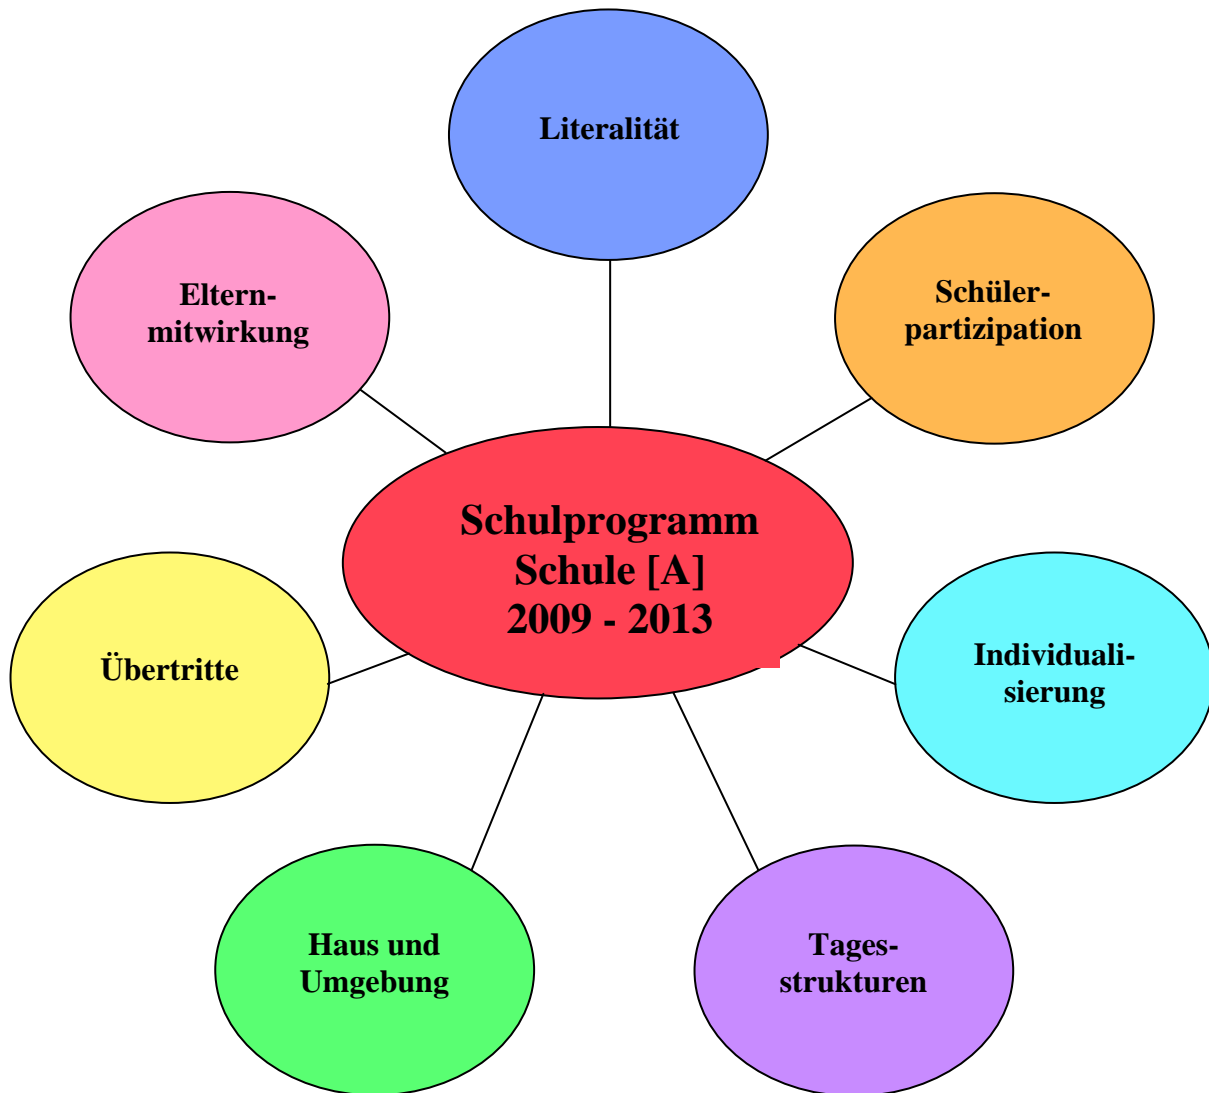 Literalität
Eltern-
mitwirkung
Schüler-
partizipation
Schulprogramm
Schule [A]
2009 - 2013
Übertritte
Individuali-
sierung
Haus und
Umgebung
Tages-
strukturen